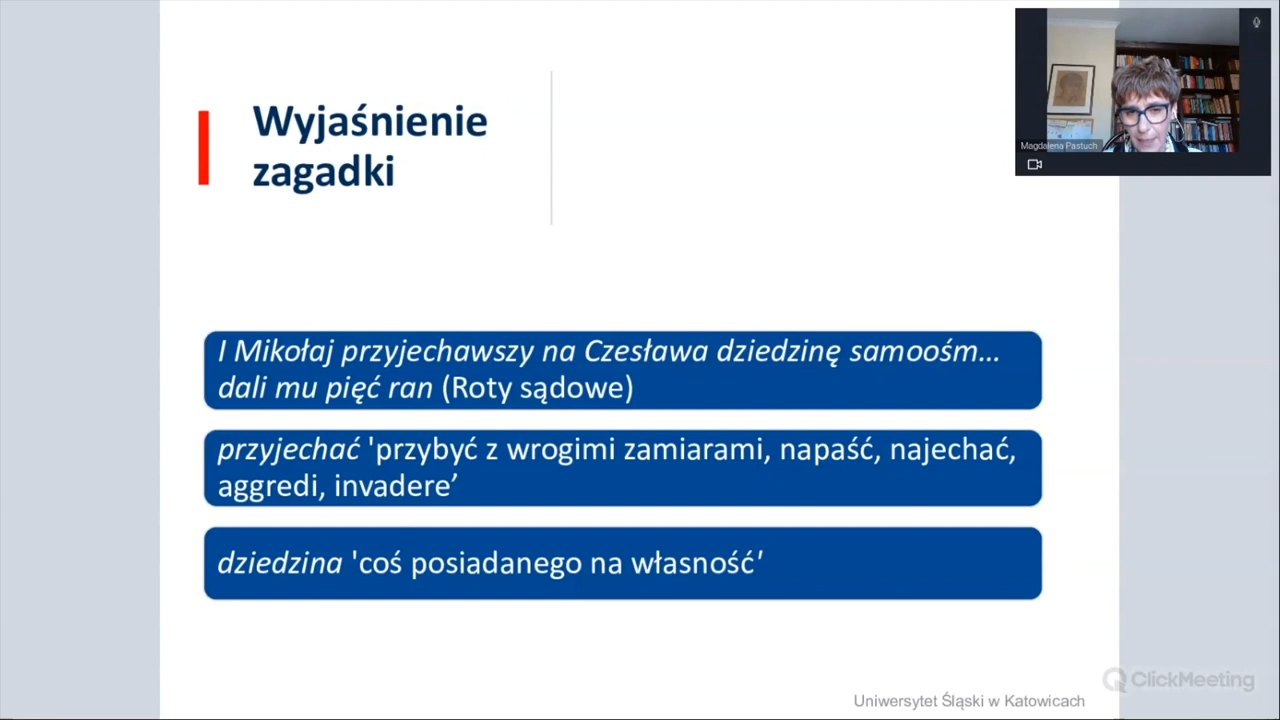 Wyjaśnienie
zagadki
Magdalena Pastuch
I Mikołaj przyjechawszy na Czesława dziedzinę samoośm...
dali mu pięć ran (Roty sądowe)
przyjechać 'przybyć z wrogimi zamiarami, napaść, najechać,
aggredi, invadere’
dziedzina 'coś posiadanego na własność'
ClickMeeting
Uniwersytet Śląski w Katowicach